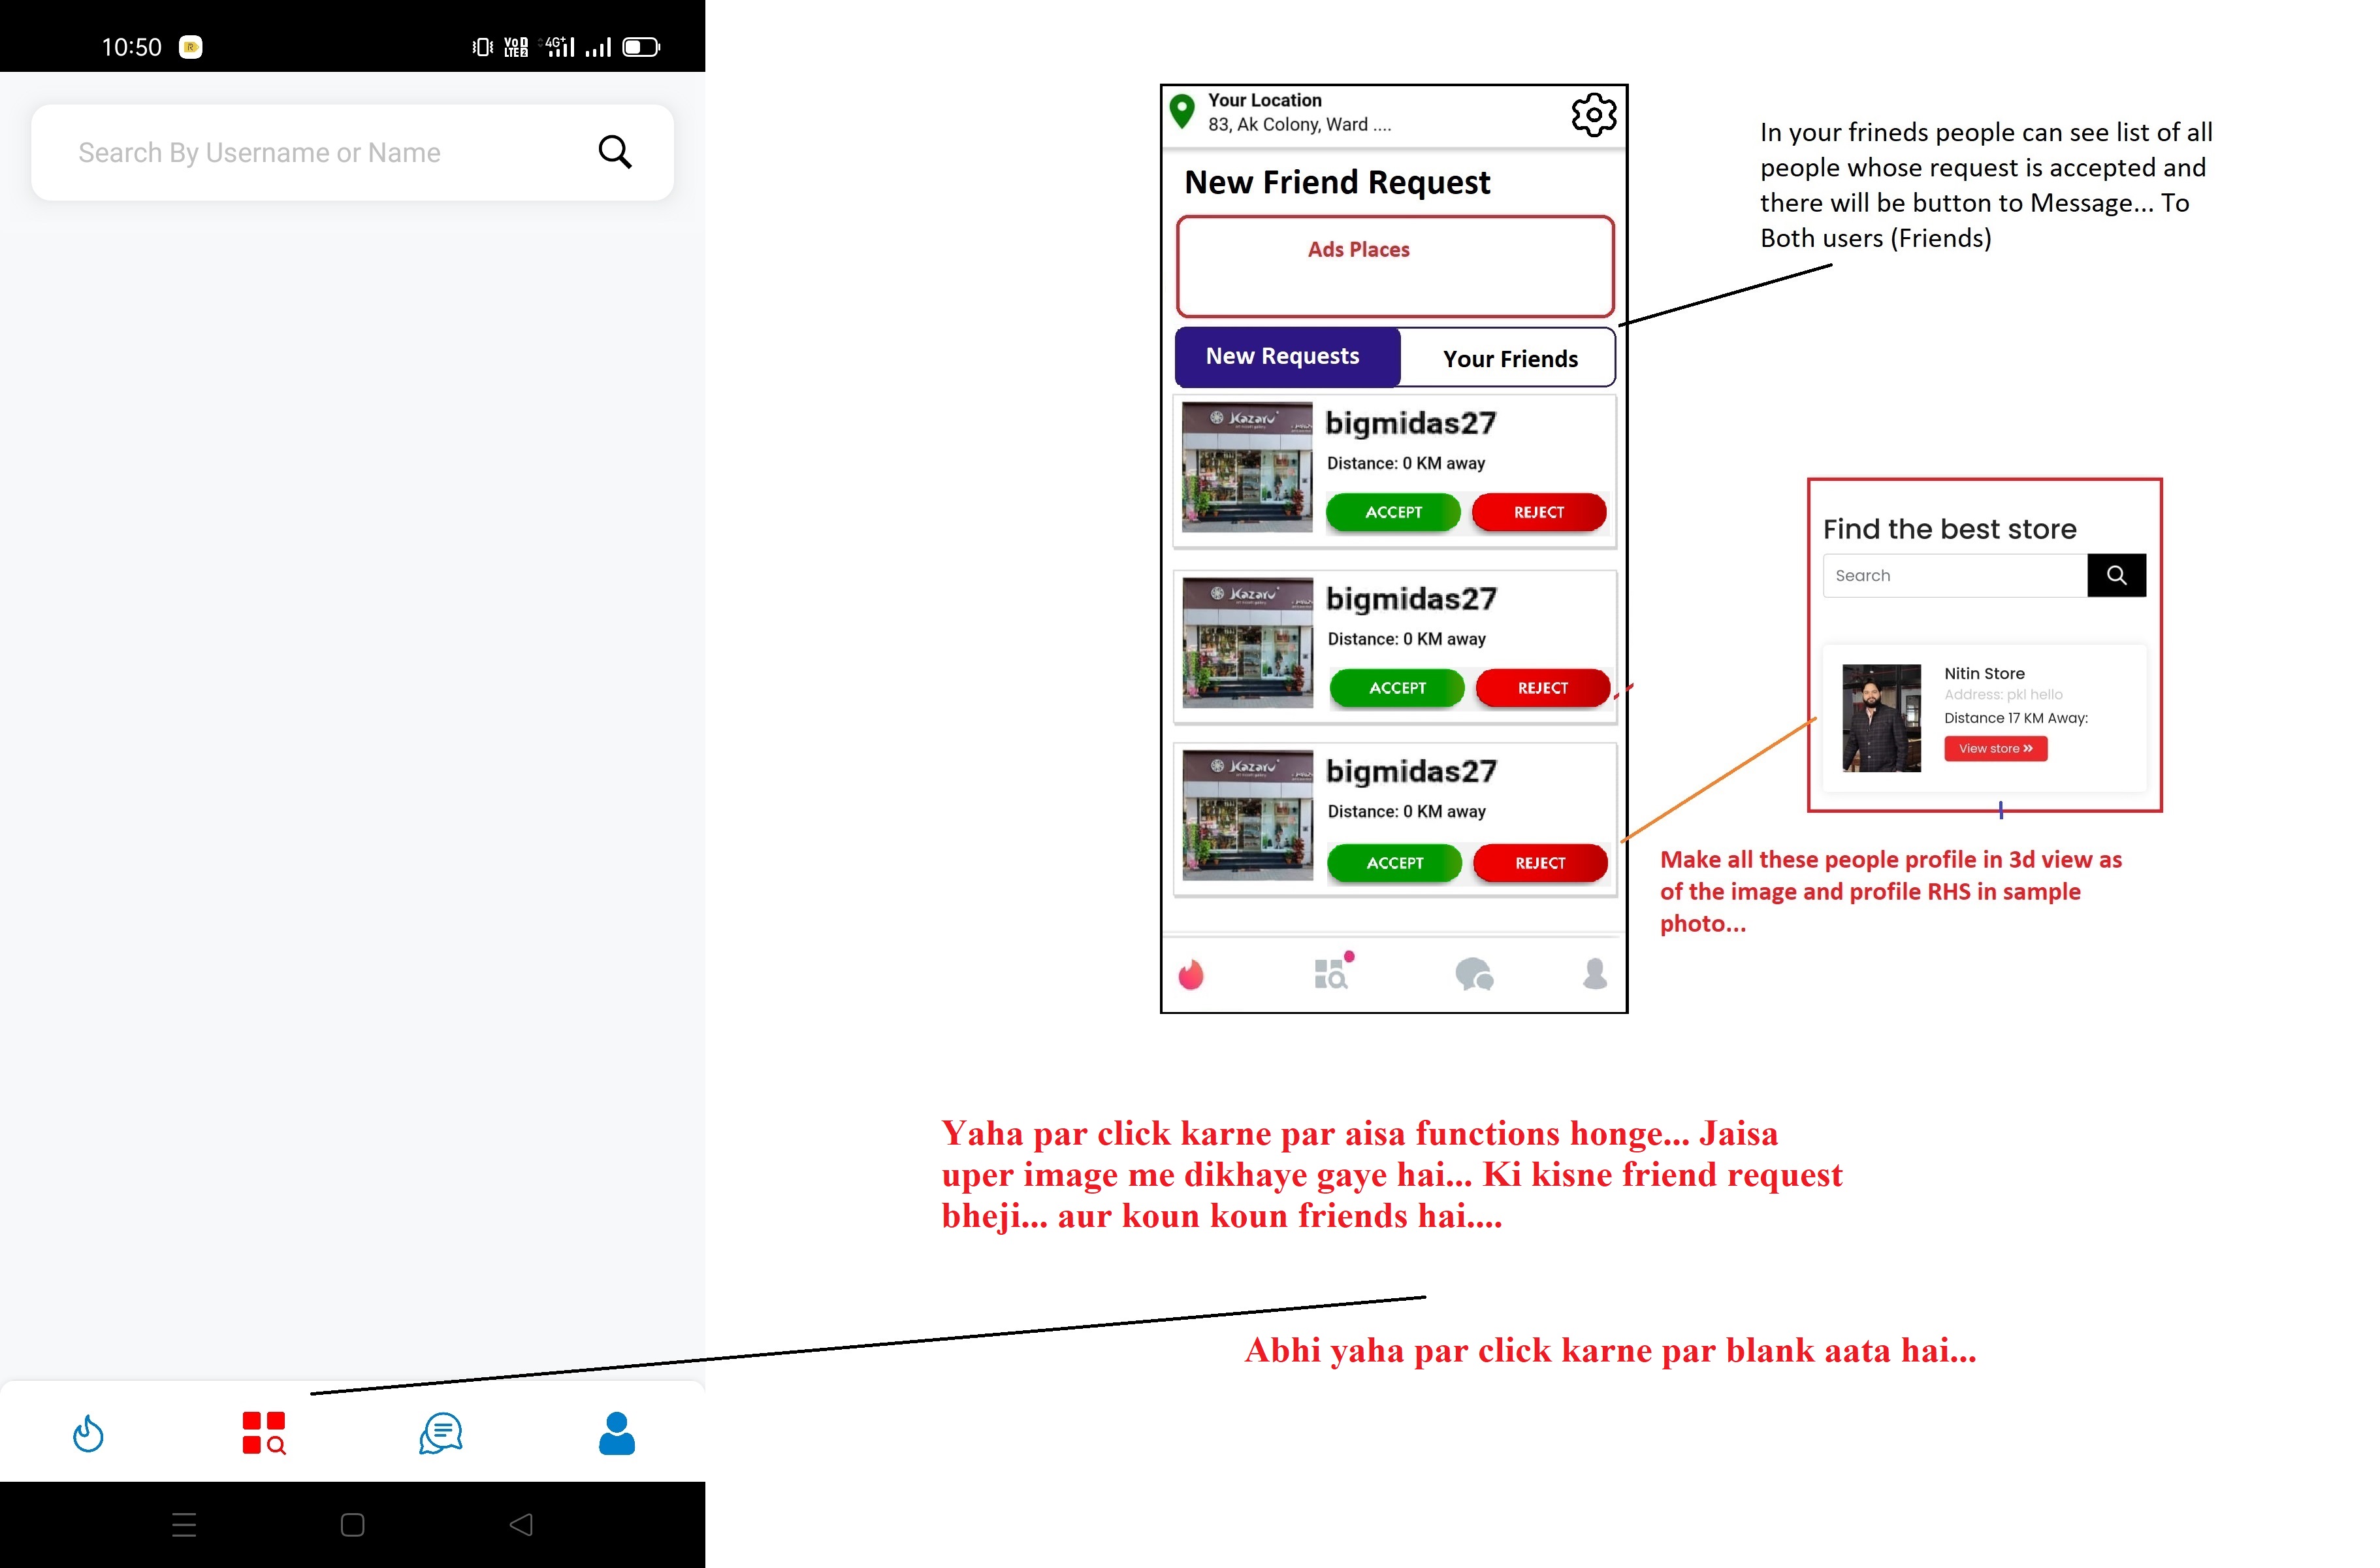 10:50
VoD
LTE2
4G+
Search By Username or Name
Your Location
83, Ak Colony, Ward ....
New Friend Request
Ads Places
New Requests
Your Friends
Kazaru
bigmidas27
Distance: 0 KM away
ACCEPT
REJECT
Kazaru
bigmidas27
Distance: 0 KM away
ACCEPT
REJECT
Kazaru
bigmidas27
Distance: 0 KM away
ACCEPT
REJECT
In your frineds people can see list of all
people whose request is accepted and
there will be button to Message... To
Both users (Friends)
Find the best store
Search
Nitin Store
Address: pkl hello
Distance 17 KM Away:
View store »
Make all these people profile in 3d view as
of the image and profile RHS in sample
photo...
Yaha par click karne par aisa functions honge... Jaisa
uper image me dikhaye gaye hai... Ki kisne friend request
bheji... aur koun koun friends hai....
Abhi yaha par click karne par blank aata hai...